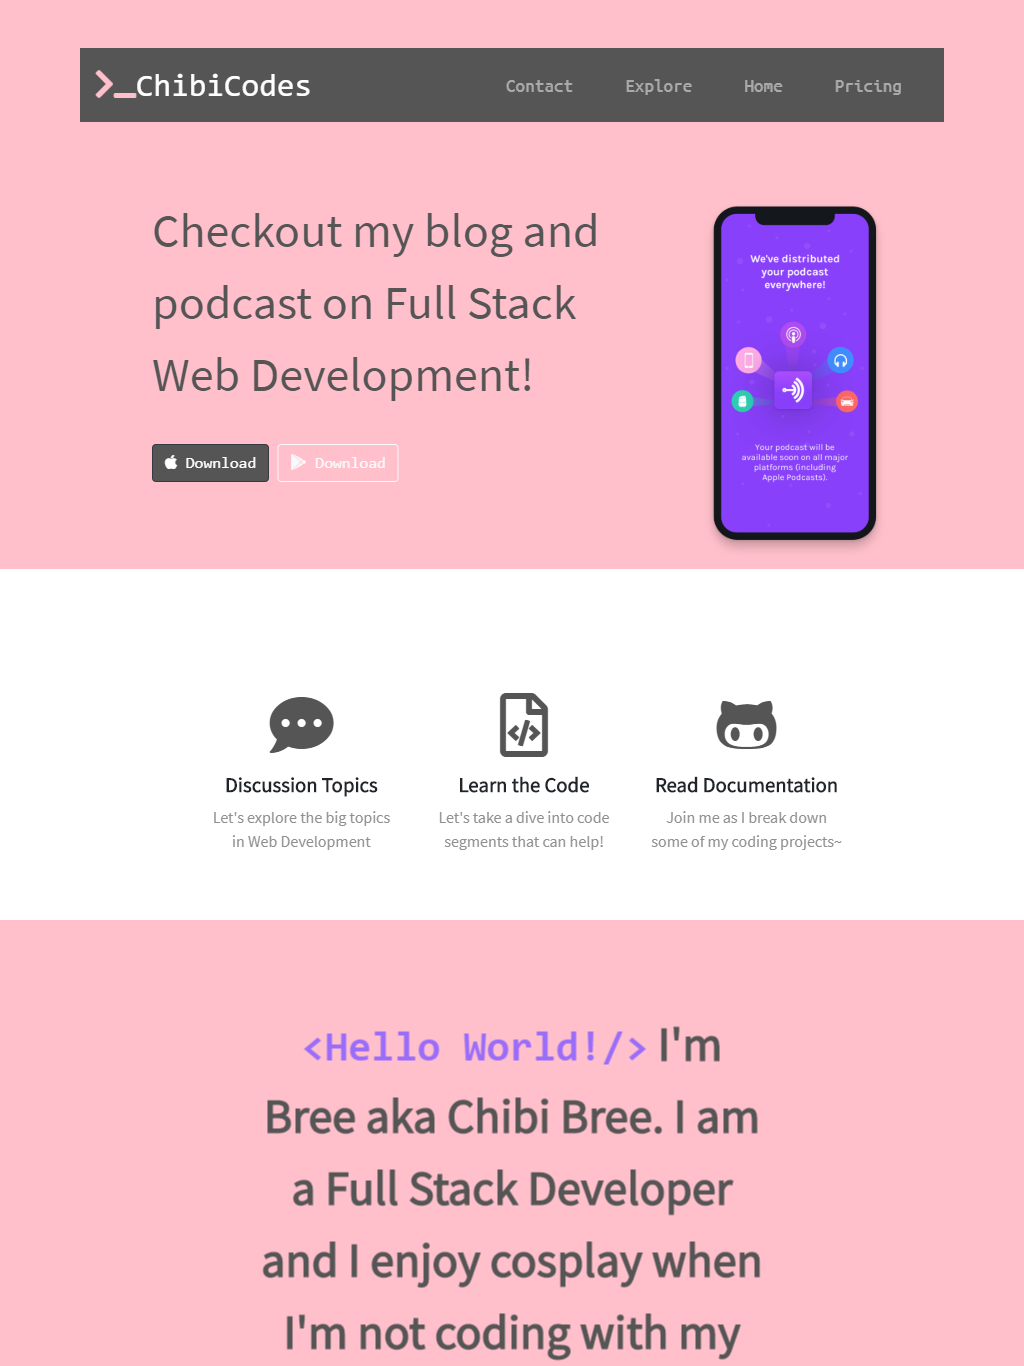 ChibiCodes
Contact Explore Home Pricing
Checkout my blog and
podcast on Full Stack
Web Development!
Download Download
We've distributed
your podcast
everywhere!
Your podcast will be
available soon on all major
platforms (including
Apple Podcasts).
Discussion Topics
Let's explore the big topics
in Web Development
Learn the Code
Let's take a dive into code
segments that can help!
Read Documentation
Join me as I break down
some of my coding projects~
<Hello World!/> I'm
Bree aka Chibi Bree. I am
a Full Stack Developer
and I enjoy cosplay when
I'm not coding with my